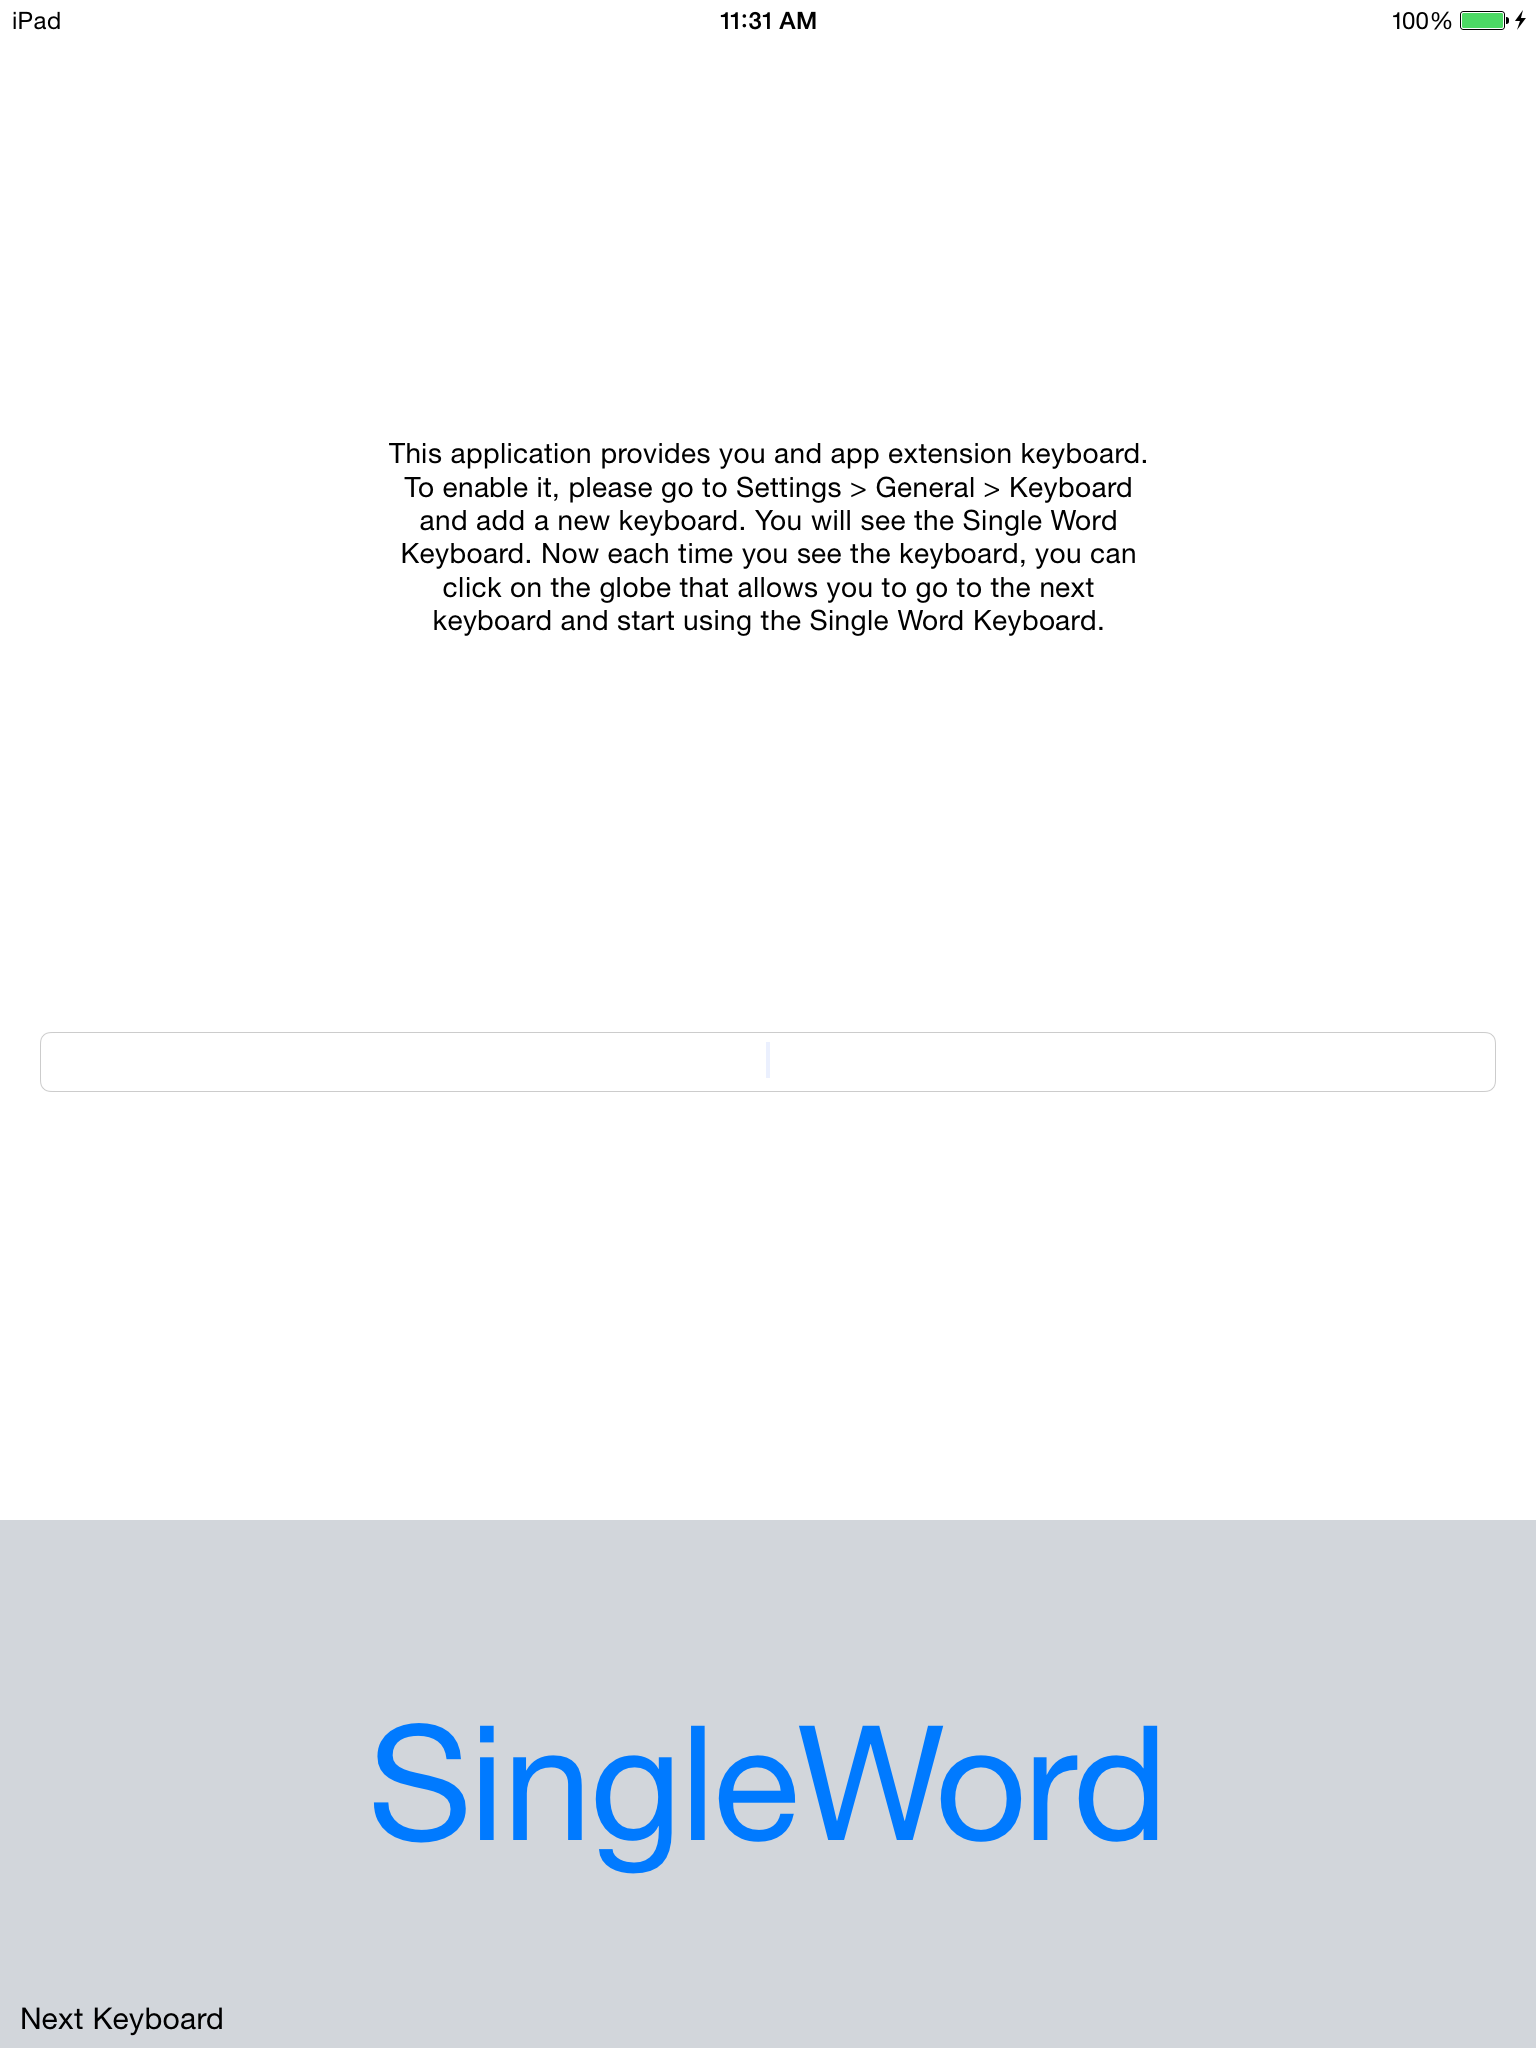 iPad 11:31 AM 100%
This application provides you and app extension keyboard.
To enable it, please go to Settings > General > Keyboard
and add a new keyboard. You will see the Single Word
Keyboard. Now each time you see the keyboard, you can
click on the globe that allows you to go to the next
keyboard and start using the Single Word Keyboard.
SingleWord
Next Keyboard